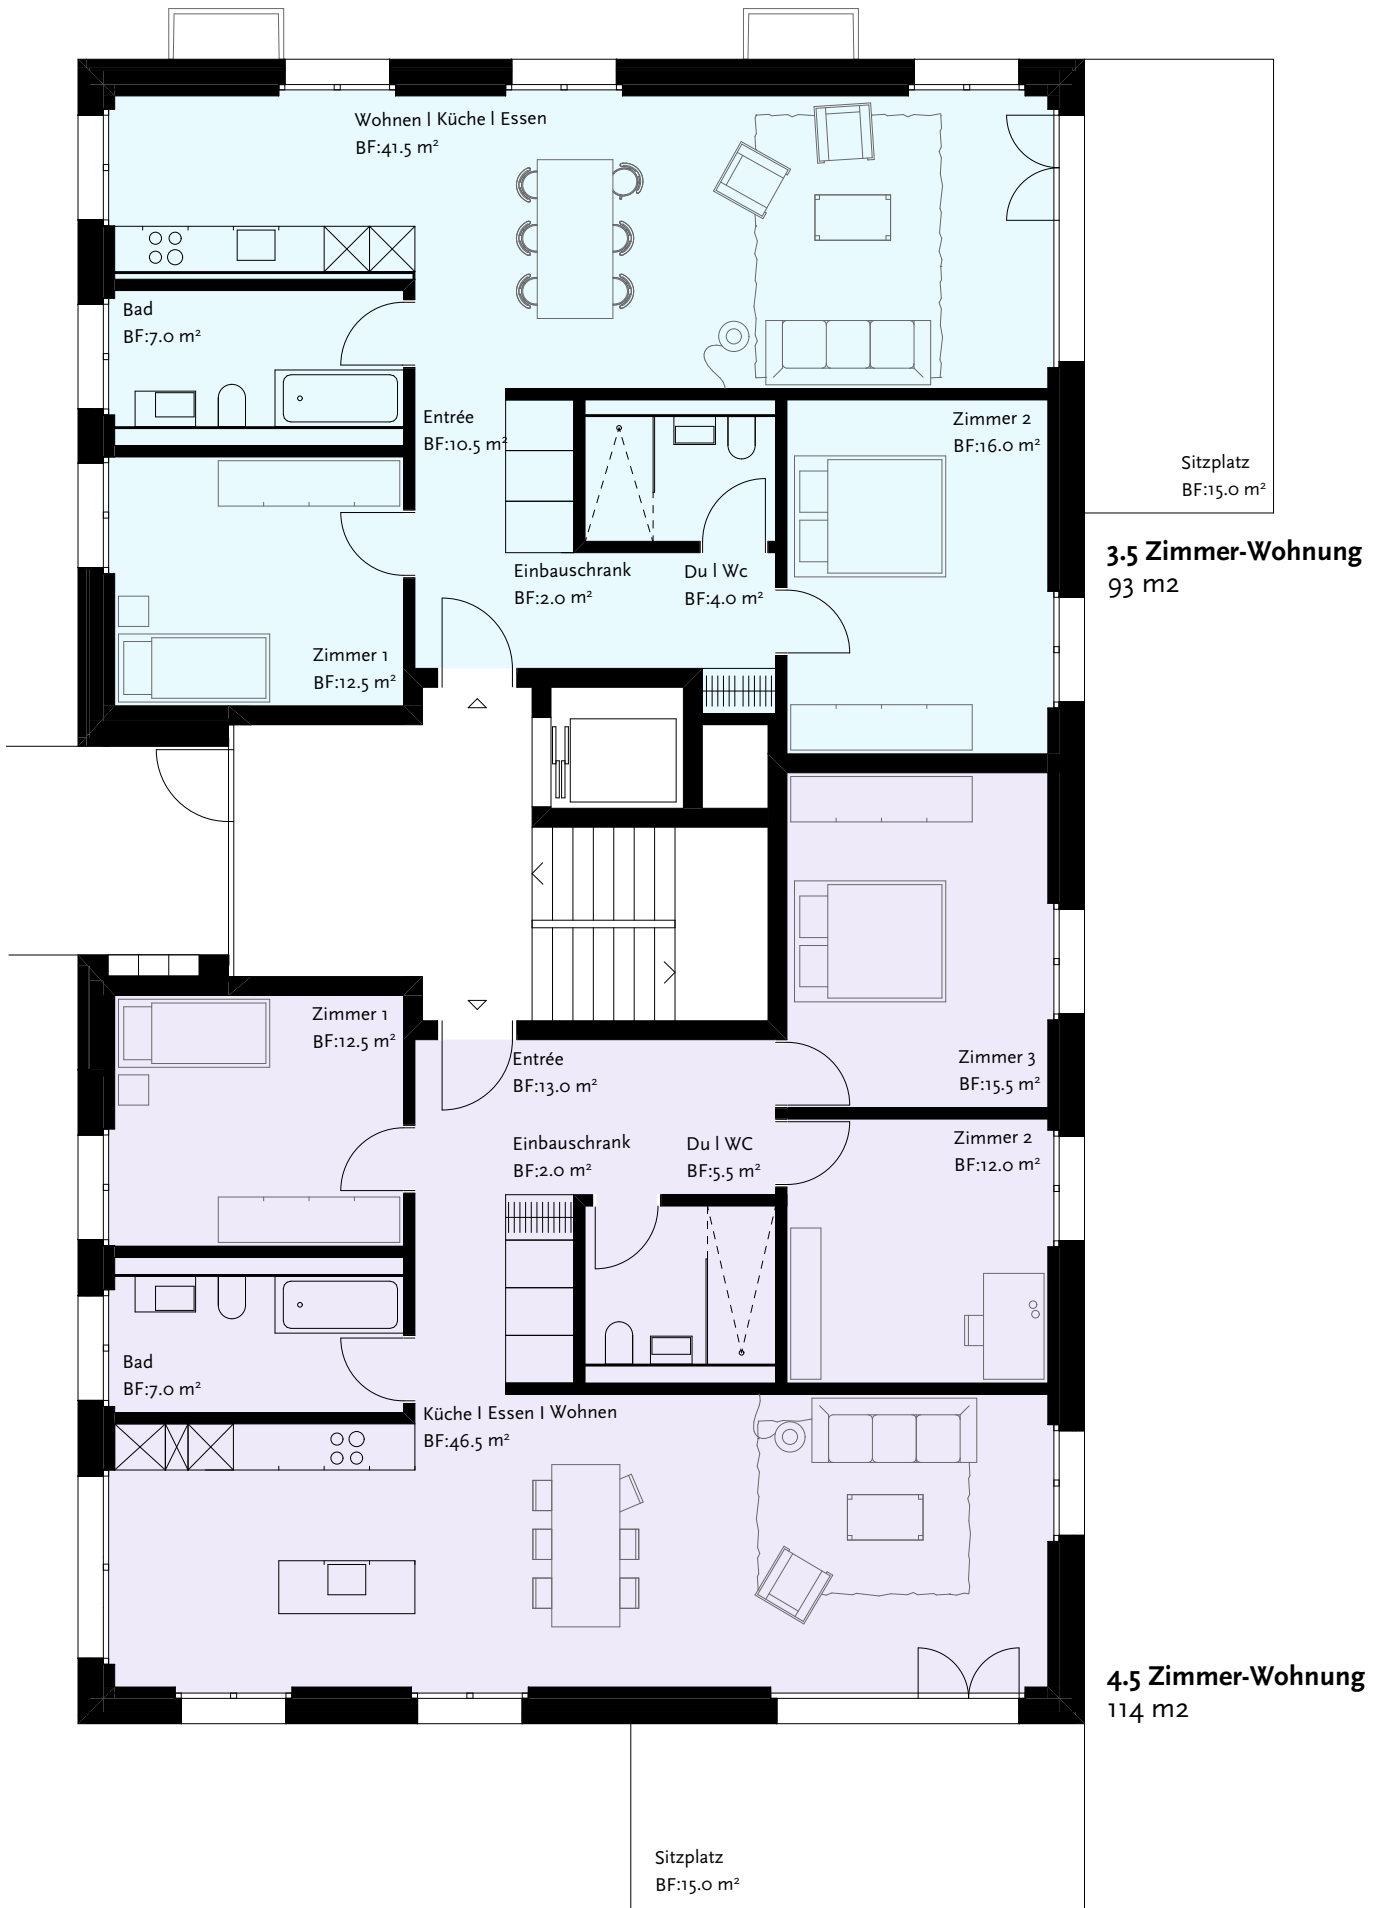 Wohnen I Küche I Essen
BF:41.5 m²
Bad
BF:7.0 m²
Entrée
BF:10.5 m²
Zimmer 2
BF:16.0 m²
Sitzplatz
BF:15.0 m²
3.5 Zimmer-Wohnung
93 m2
Einbauschrank
BF:2.0 m²
Du I Wc
BF:4.0 m²
Zimmer 1
BF:12.5 m²
Zimmer 1
BF:12.5 m²
Entrée
BF:13.0 m²
Zimmer 3
BF:15.5 m²
Einbauschrank
BF:2.0 m²
Du I WC
BF:5.5 m²
Zimmer 2
BF:12.0 m²
Bad
BF:7.0 m²
Küche I Essen I Wohnen
BF:46.5 m²
4.5 Zimmer-Wohnung
114 m2
Sitzplatz
BF:15.0 m²